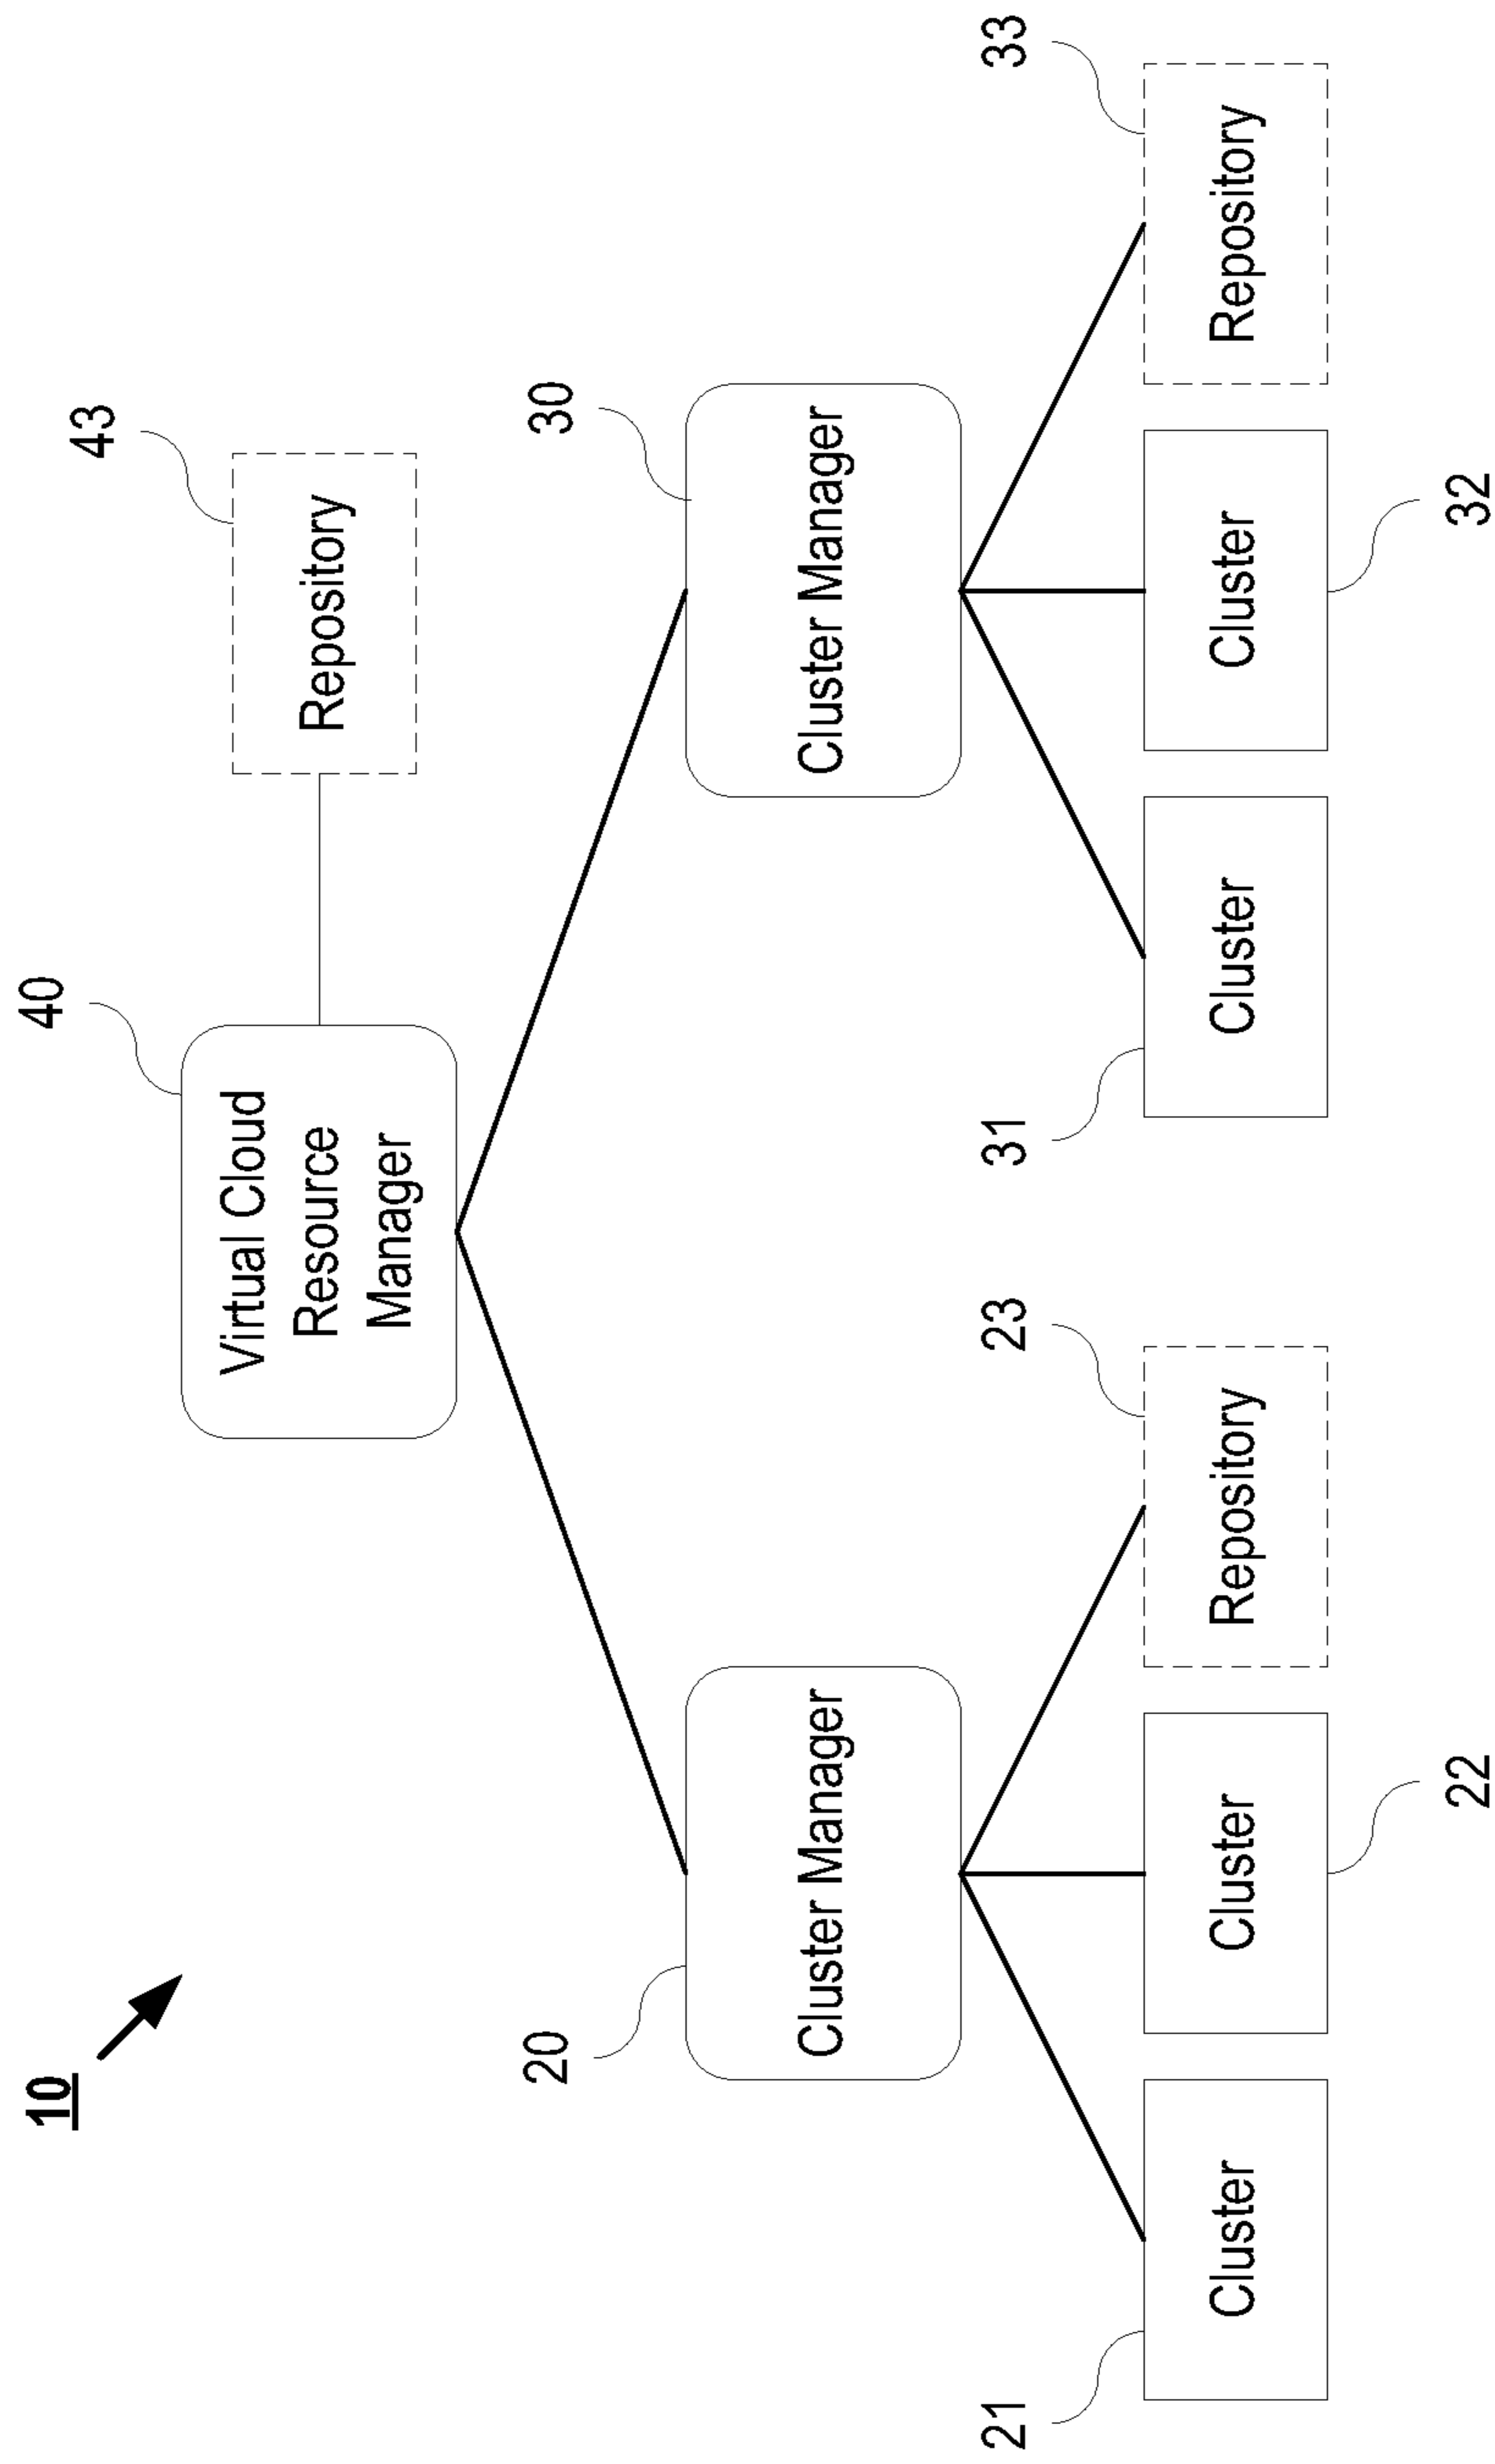 10
40
Virtual Cloud
Resource
Manager
43
Repository
20
Cluster Manager
30
Cluster Manager
21
Cluster
22
Cluster
23
Repository
31
Cluster
32
Cluster
33
Repository